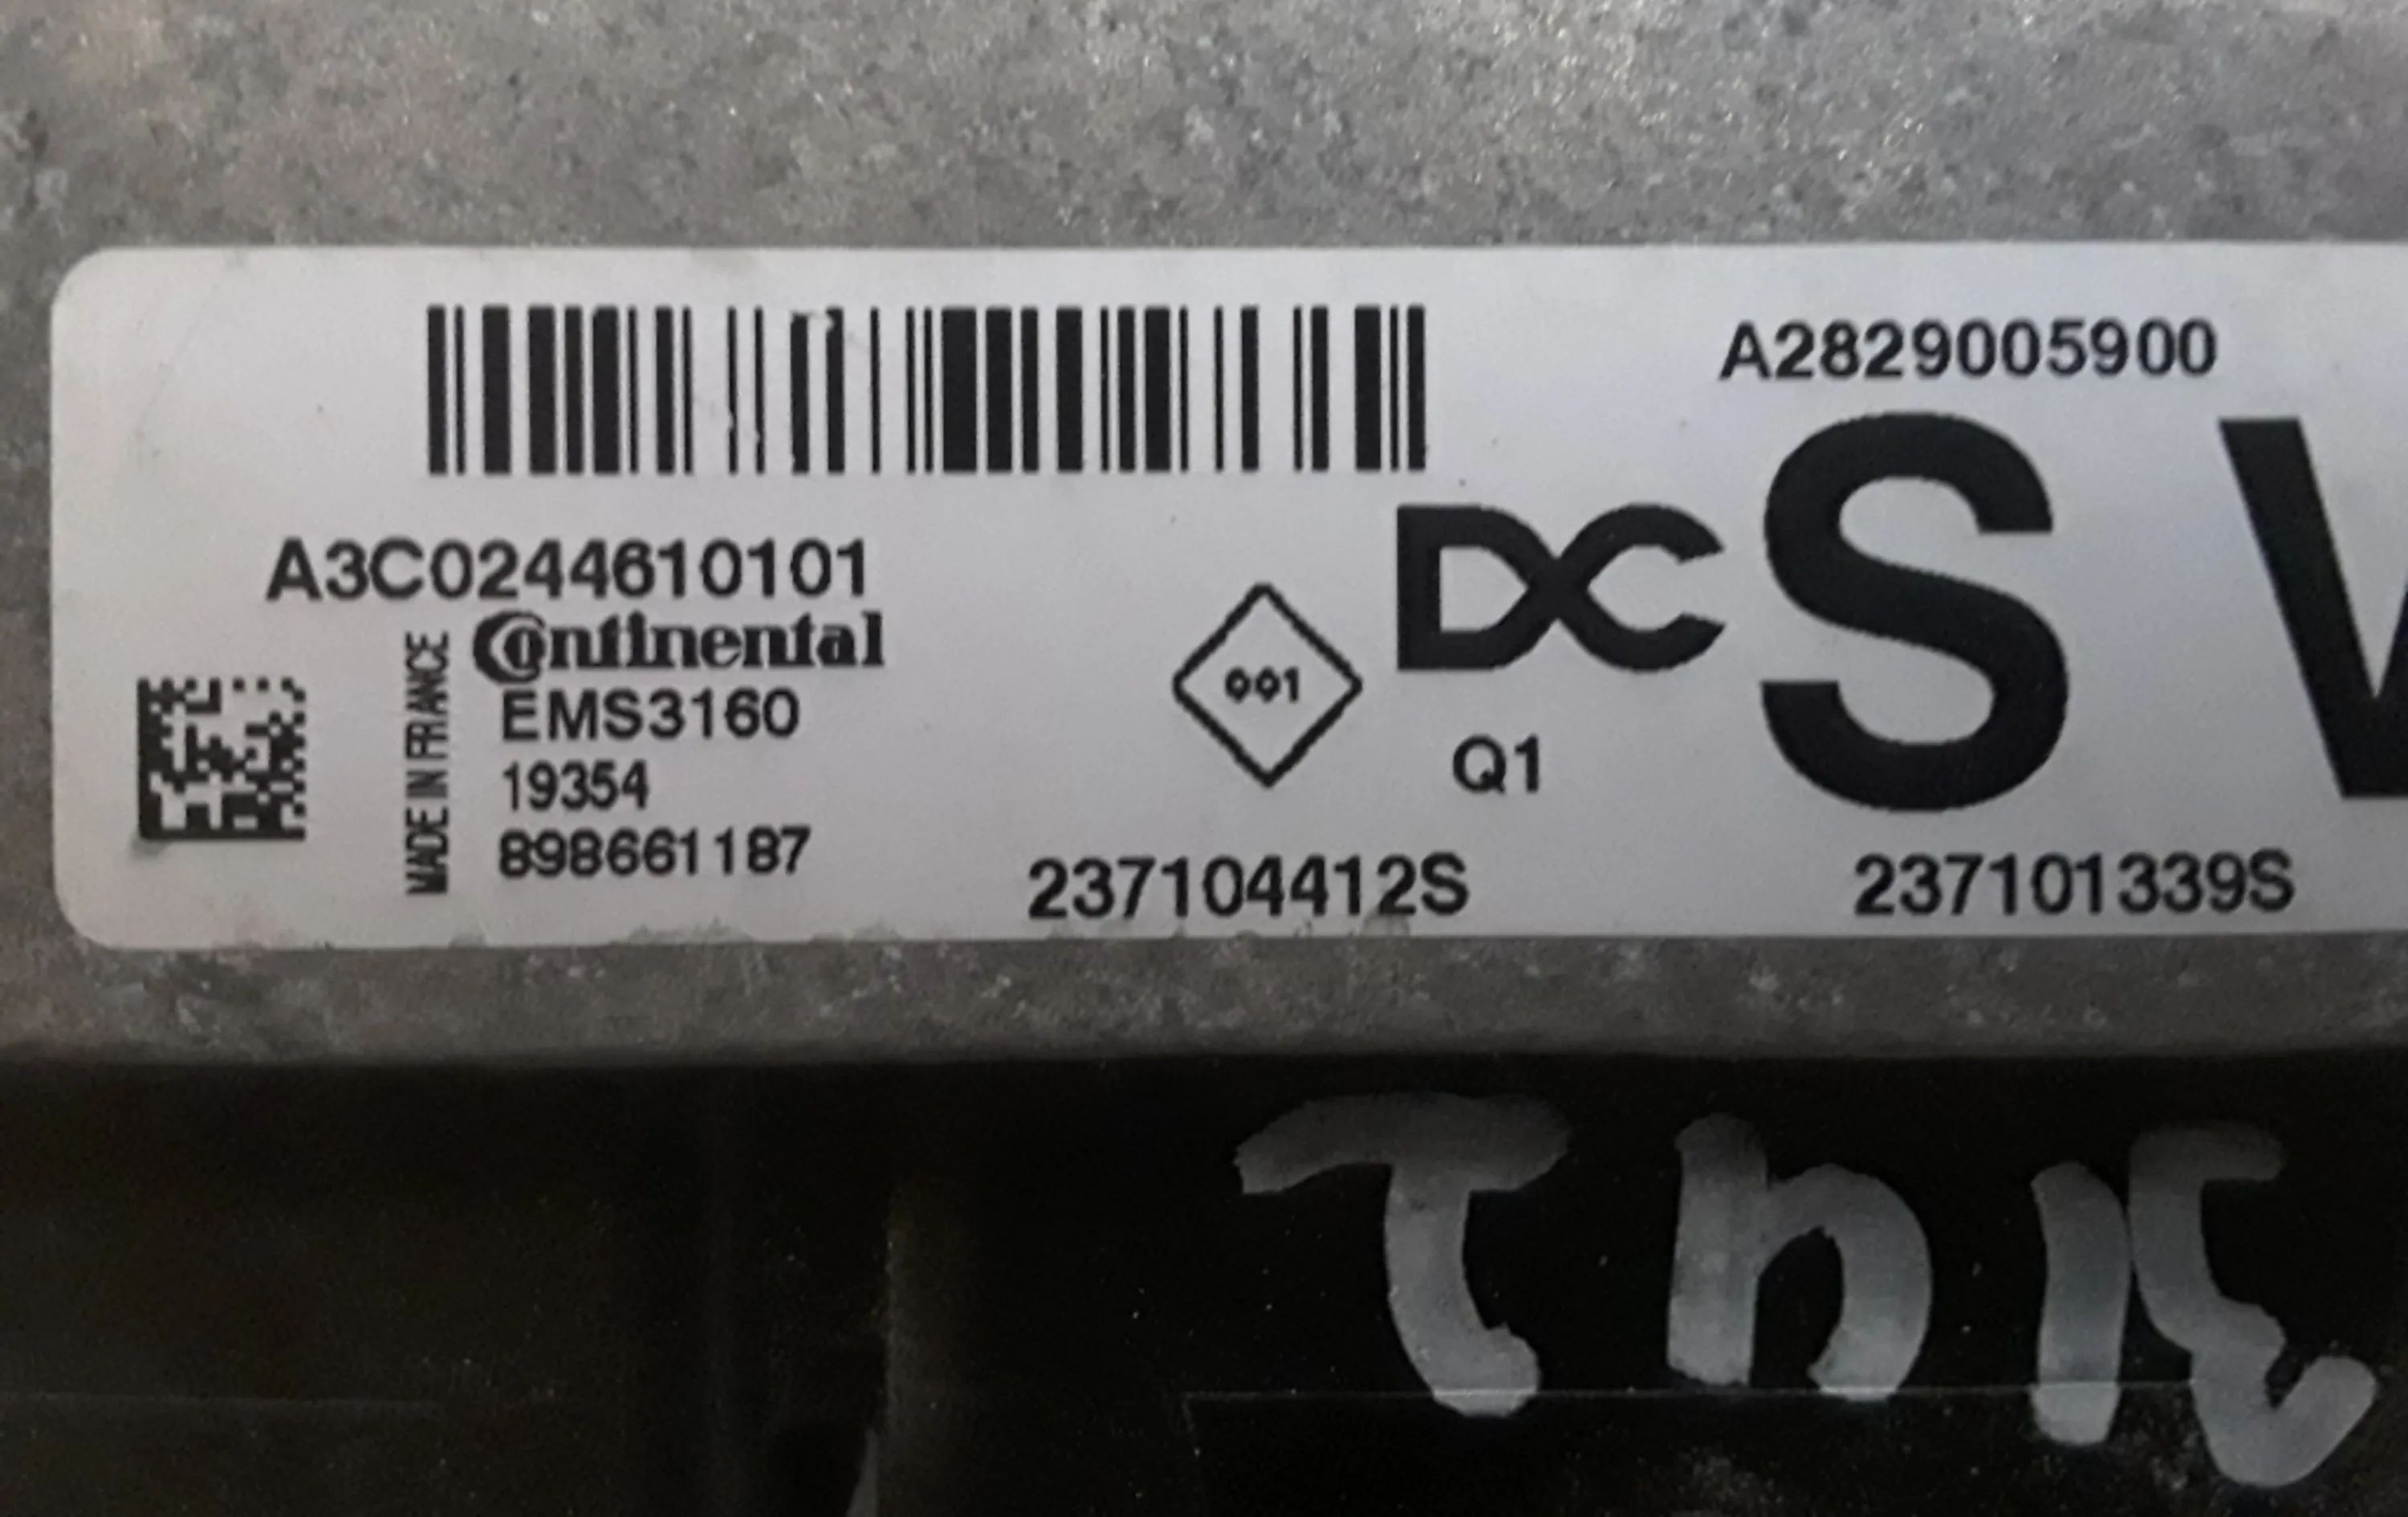 A2829005900
A3C0244610101
Continental
MADE IN FRANCE
EMS3160
19354
898661187
001
DC
S
Q1
237104412S
237101339S